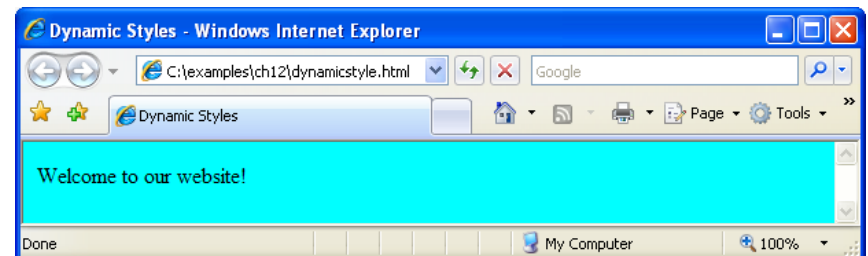 Dynamic Styles - Windows Internet Explorer
C:\examples\ch12\dynamicstyle.html Google
Dynamic Styles Page Tools »
Welcome to our website!
Done My Computer 100%